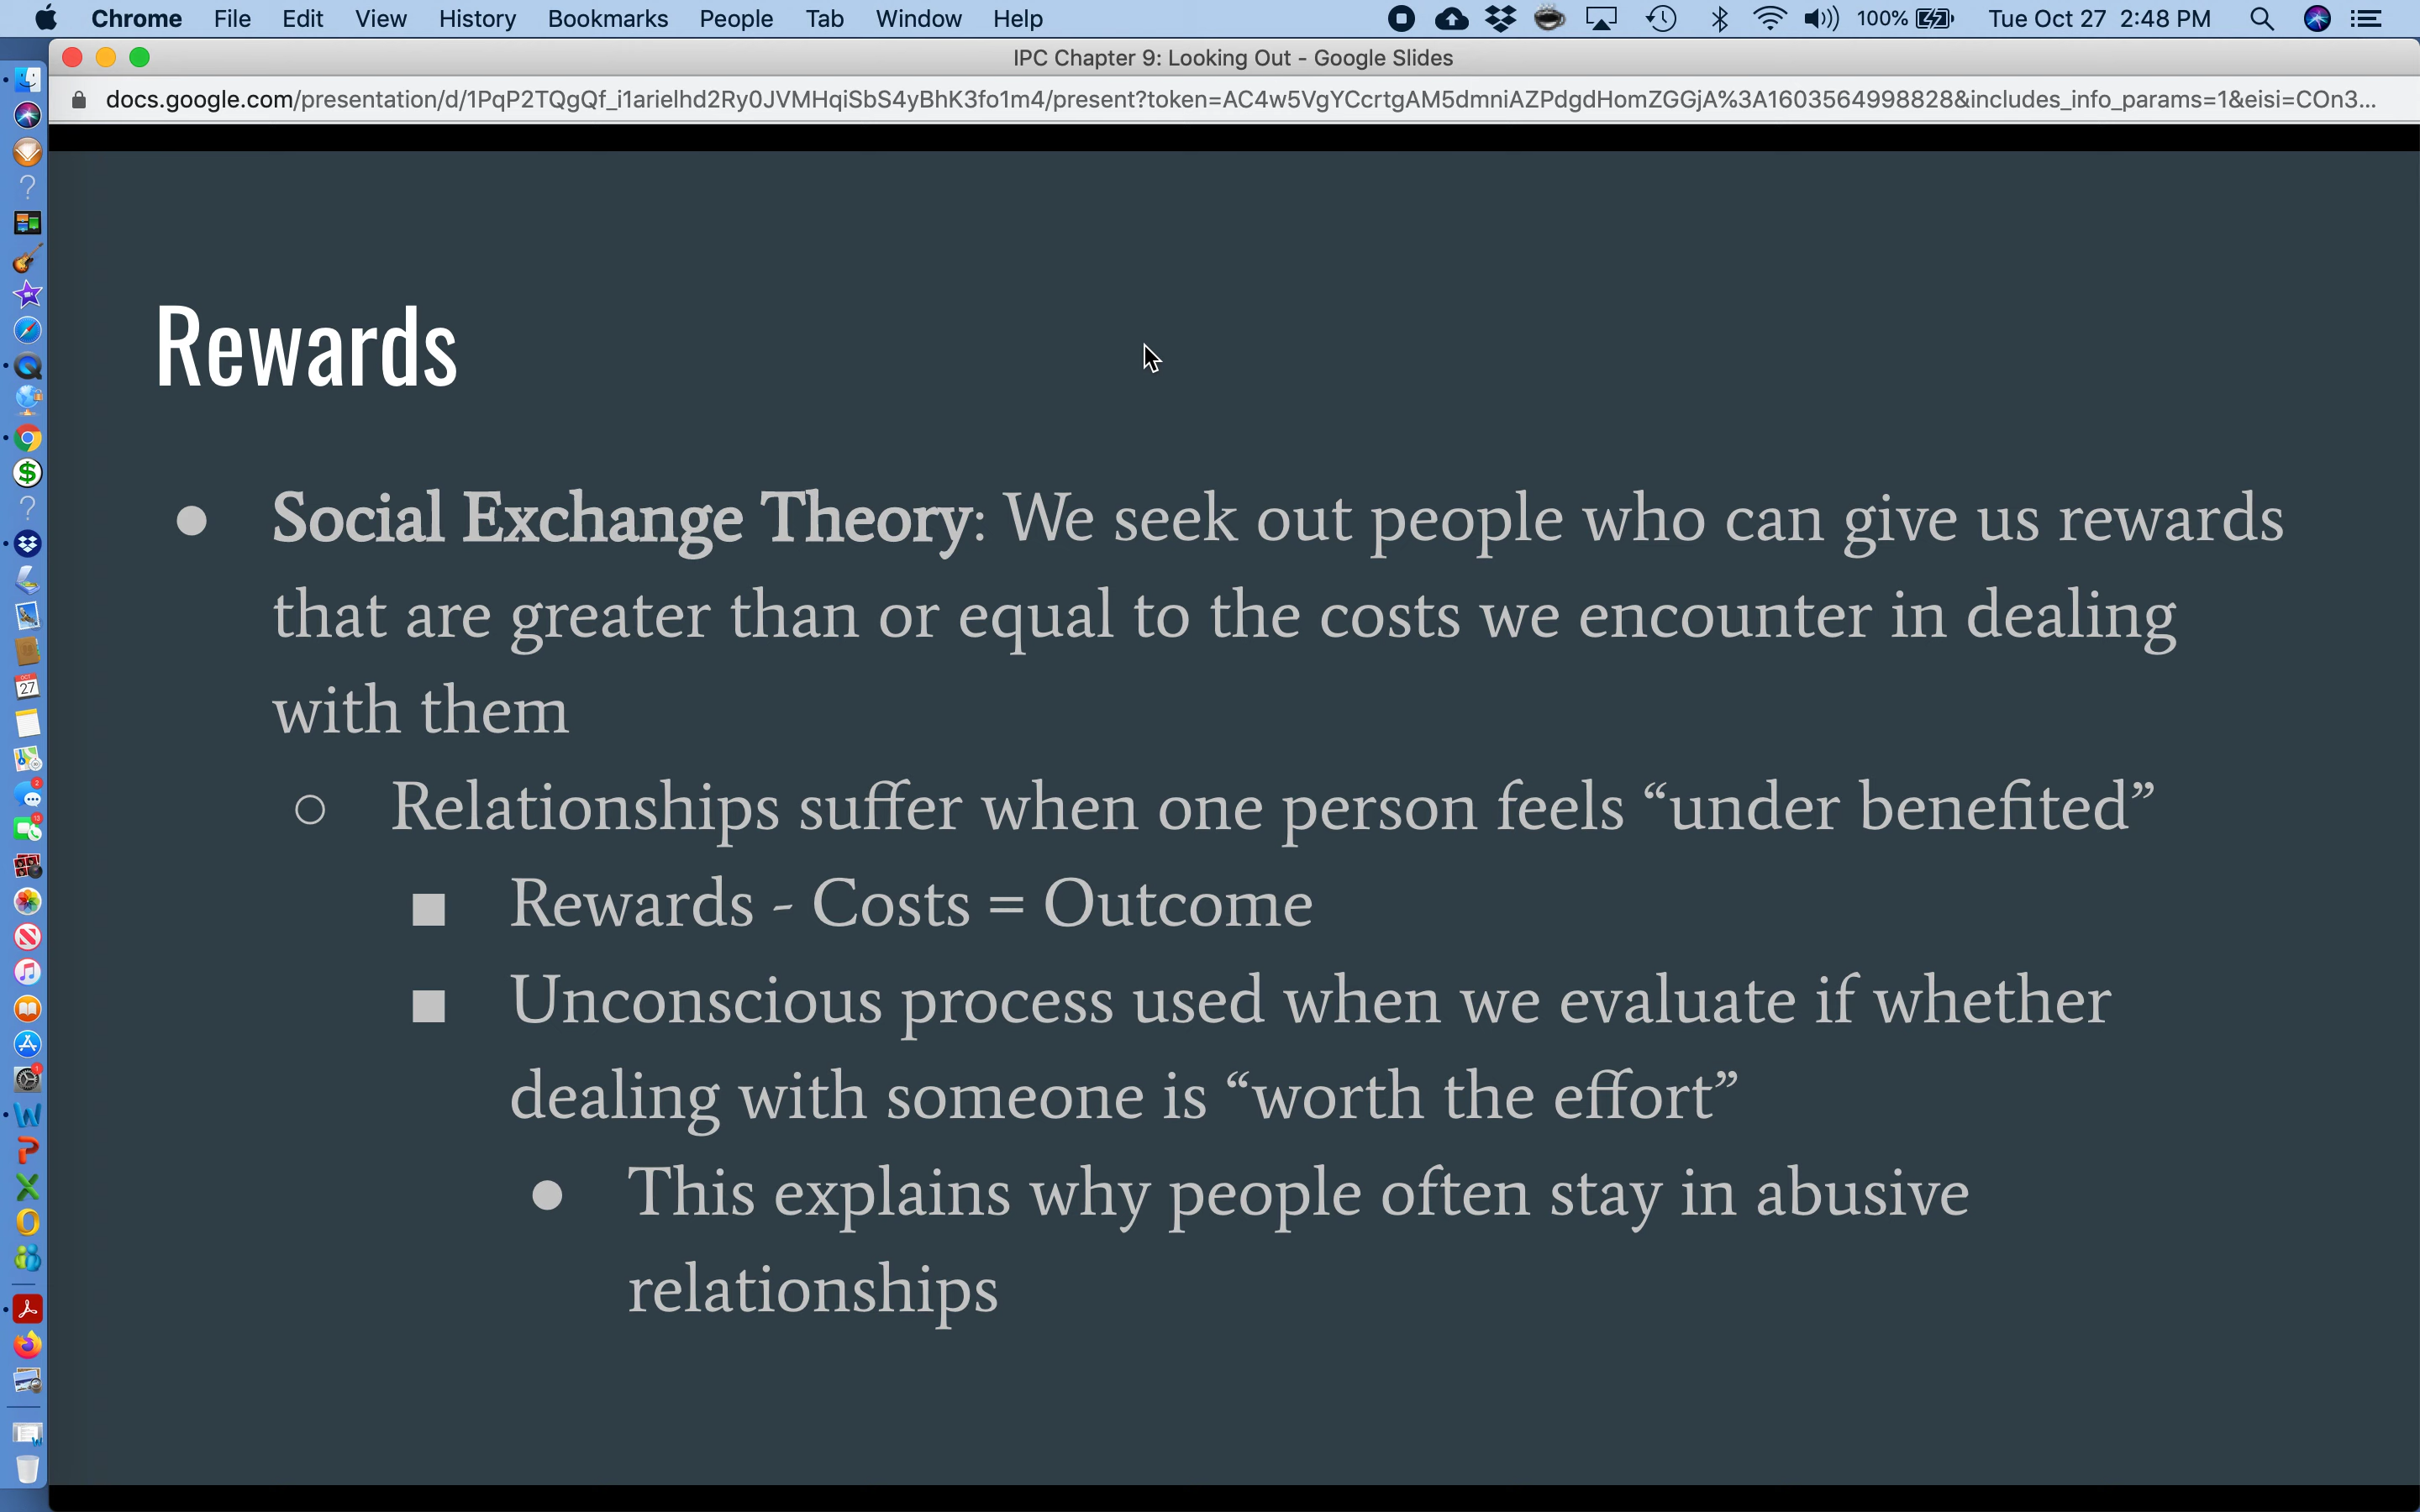 Chrome File Edit View History Bookmarks People Tab Window Help 100% Tue Oct 27 2:48 PM
IPC Chapter 9: Looking Out - Google Slides
docs.google.com/presentation/d/1PqP2TQgQf_i1arielhd2Ry0JVMHqiSbS4yBhK3fo1m4/present?token=AC4w5VgYCcrtgAM5dmniAZPdgdHomZGGjA%3A1603564998828&includes_info_params=1&eisi=COn3...
Rewards
● Social Exchange Theory: We seek out people who can give us rewards
that are greater than or equal to the costs we encounter in dealing
with them
○ Relationships suffer when one person feels “under benefited”
■ Rewards - Costs = Outcome
■ Unconscious process used when we evaluate if whether
dealing with someone is “worth the effort”
● This explains why people often stay in abusive
relationships
OCT
27